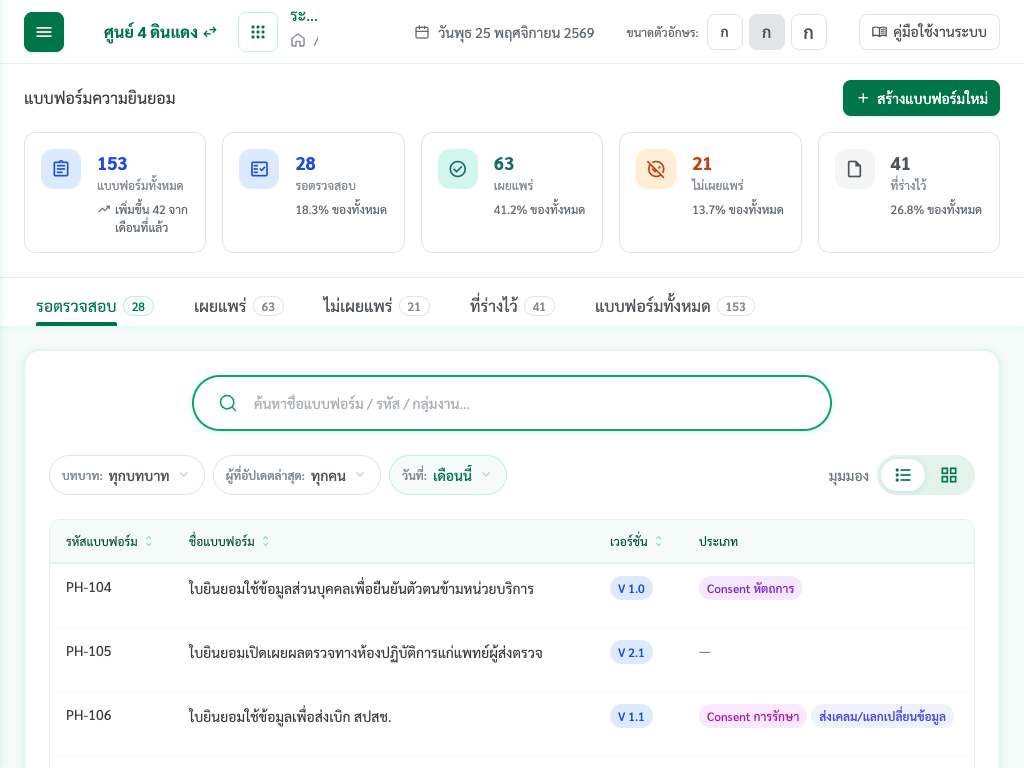 ศูนย์ 4 ดินแดง
ระ...
/
วันพุธ 25 พฤศจิกายน 2569
ขนาดตัวอักษร: ก ก ก
คู่มือใช้งานระบบ
แบบฟอร์มความยินยอม
+ สร้างแบบฟอร์มใหม่
153
แบบฟอร์มทั้งหมด
เพิ่มขึ้น 42 จาก
เดือนที่แล้ว
28
รอตรวจสอบ
18.3% ของทั้งหมด
63
เผยแพร่
41.2% ของทั้งหมด
21
ไม่เผยแพร่
13.7% ของทั้งหมด
41
ที่ร่างไว้
26.8% ของทั้งหมด
รอตรวจสอบ 28 เผยแพร่ 63 ไม่เผยแพร่ 21 ที่ร่างไว้ 41 แบบฟอร์มทั้งหมด 153
ค้นหาชื่อแบบฟอร์ม / รหัส / กลุ่มงาน...
บทบาท: ทุกบทบาท ผู้ที่อัปเดตล่าสุด: ทุกคน วันที่: เดือนนี้ มุมมอง
รหัสแบบฟอร์ม ชื่อแบบฟอร์ม เวอร์ชั่น ประเภท
PH-104 ใบยินยอมใช้ข้อมูลส่วนบุคคลเพื่อยืนยันตัวตนข้ามหน่วยบริการ V 1.0 Consent หัตถการ
PH-105 ใบยินยอมเปิดเผยผลตรวจทางห้องปฏิบัติการแก่แพทย์ผู้ส่งตรวจ V 2.1 —
PH-106 ใบยินยอมใช้ข้อมูลเพื่อส่งเบิก สปสช. V 1.1 Consent การรักษา ส่งเคลม/แลกเปลี่ยนข้อมูล